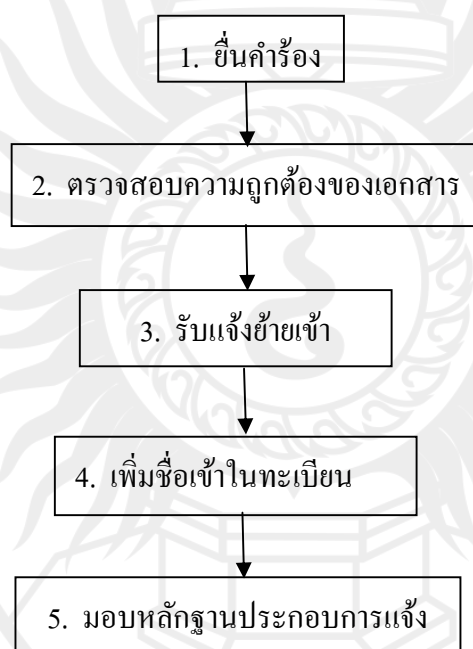 1. ยื่นคำร้อง
2. ตรวจสอบความถูกต้องของเอกสาร
3. รับแจ้งย้ายเข้า
4. เพิ่มชื่อเข้าในทะเบียน
5. มอบหลักฐานประกอบการแจ้ง